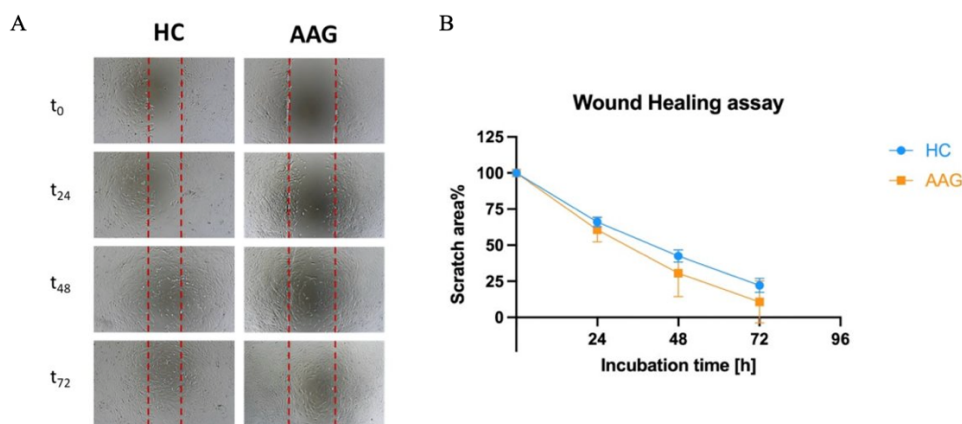 A
HC AAG
t0
t24
t48
t72
B
Wound Healing assay
Scratch area%
125
100
75
50
25
0
24 48 72 96
Incubation time [h]
HC
AAG